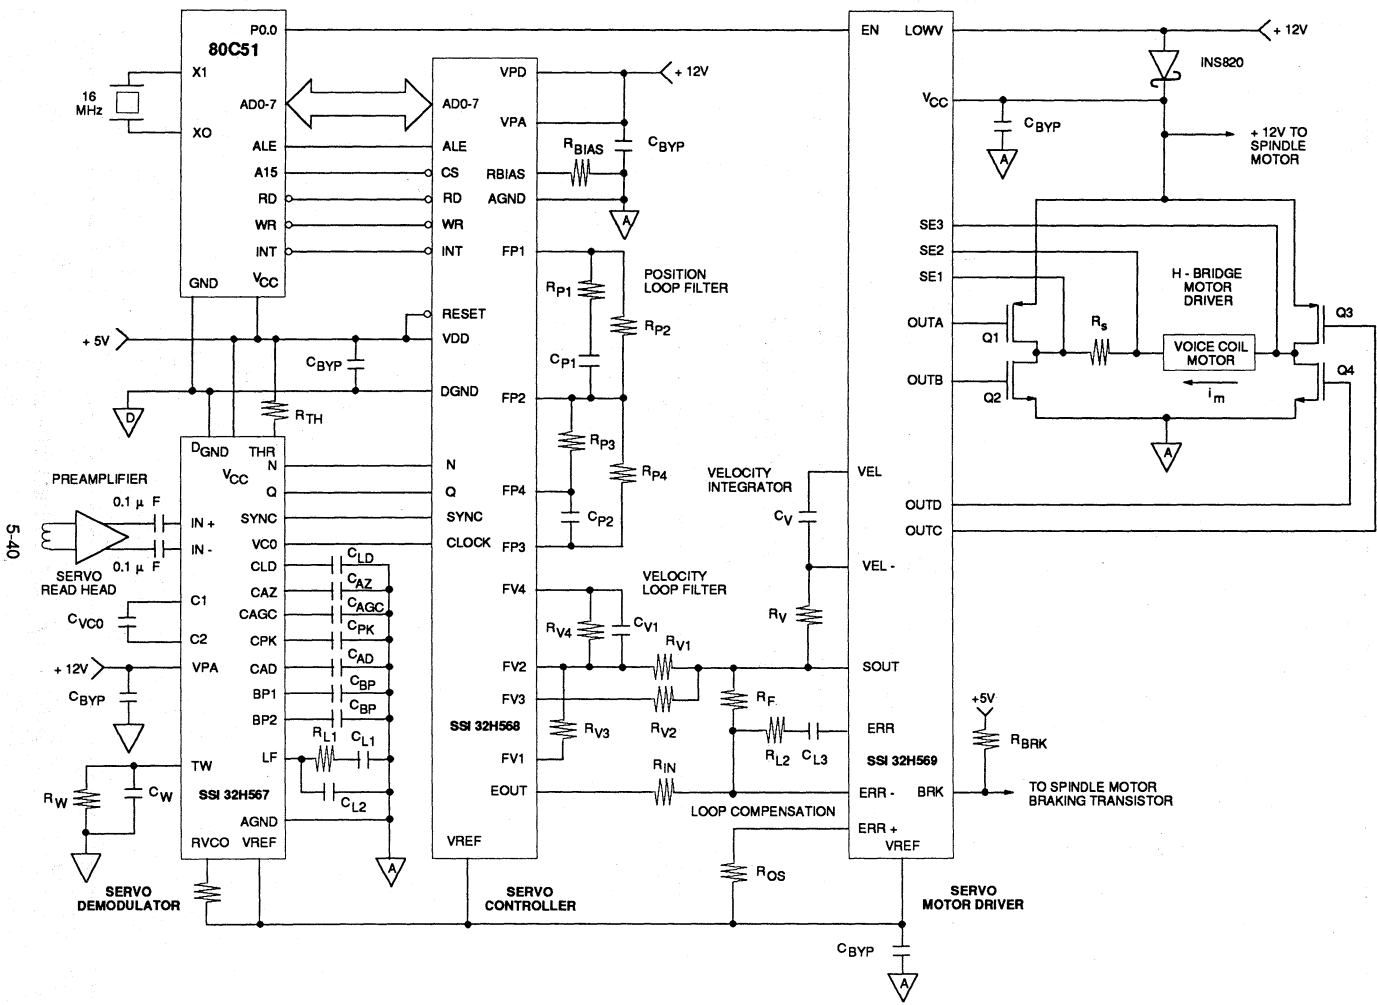 P0.0
80C51
X1
16
MHz
XO
AD0-7
ALE
A15
RD
WR
INT
GND
VCC
+ 5V
VPD
+ 12V
AD0-7
VPA
CBYP
RBIAS
ALE
CS
RBIAS
RD
AGND
A
WR
INT
FP1
POSITION
LOOP FILTER
RP1
RP2
RESET
VDD
CBYP
CP1
DGND
FP2
D
RTH
RP3
RP4
FP4
CP2
FP3
EN
LOWV
+ 12V
INS820
VCC
CBYP
A
+ 12V TO
SPINDLE
MOTOR
SE3
SE2
SE1
H - BRIDGE
MOTOR
DRIVER
OUTA
Q1
RS
VOICE COIL
MOTOR
Q3
OUTB
Q2
im
Q4
A
OUTD
OUTC
DGND
VCC
THR
N
N
Q
Q
SYNC
SYNC
VC0
CLOCK
PREAMPLIFIER
0.1 μ F
IN +
IN -
0.1 μ F
SERVO
READ HEAD
5-40
C1
CVC0
C2
+ 12V
VPA
CBYP
CLD
CLD
CAZ
CAZ
CAGC
CAGC
CPK
CPK
CAD
CAD
BP1
CBP
BP2
CBP
LF
RL1
CL1
CL2
TW
RW
CW
SSI 32H567
AGND
A
RVCO
VREF
SERVO
DEMODULATOR
VELOCITY
INTEGRATOR
VEL
CV
VEL -
RV
VELOCITY
LOOP FILTER
FV4
RV4
CV1
RV1
FV2
SOUT
FV3
RV2
RF
SSI 32H568
RV3
FV1
RL2
CL3
ERR
SSI 32H569
RIN
EOUT
ERR -
LOOP COMPENSATION
ERR +
VREF
VREF
ROS
+5V
RBRK
BRK
TO SPINDLE MOTOR
BRAKING TRANSISTOR
SERVO
CONTROLLER
SERVO
MOTOR DRIVER
CBYP
A